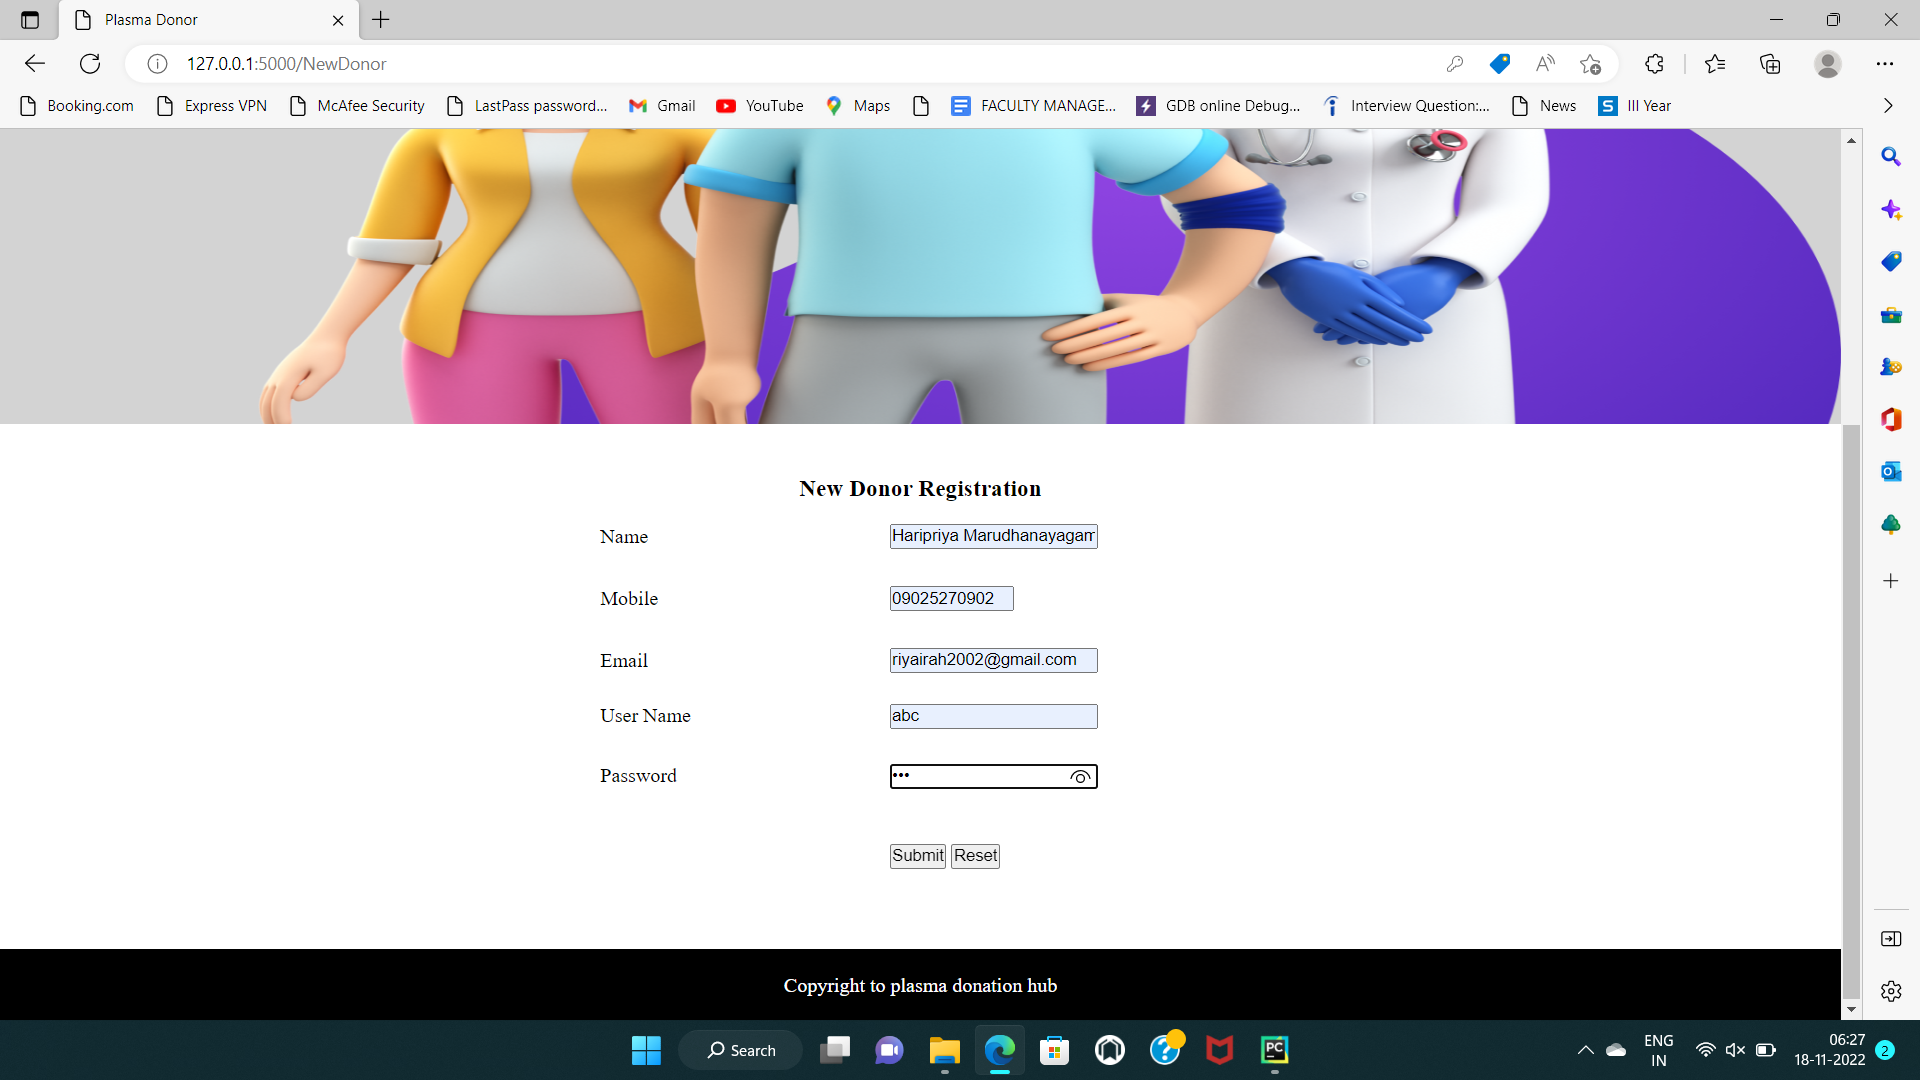 Plasma Donor
127.0.0.1:5000/NewDonor
Booking.com Express VPN McAfee Security LastPass password... Gmail YouTube Maps FACULTY MANAGE... GDB online Debug... Interview Question:... News S III Year
New Donor Registration
Name Haripriya Marudhanayagam
Mobile 09025270902
Email riyairah2002@gmail.com
User Name abc
Password •••
Submit Reset
Copyright to plasma donation hub
Search PC ENG IN 06:27
18-11-2022 2